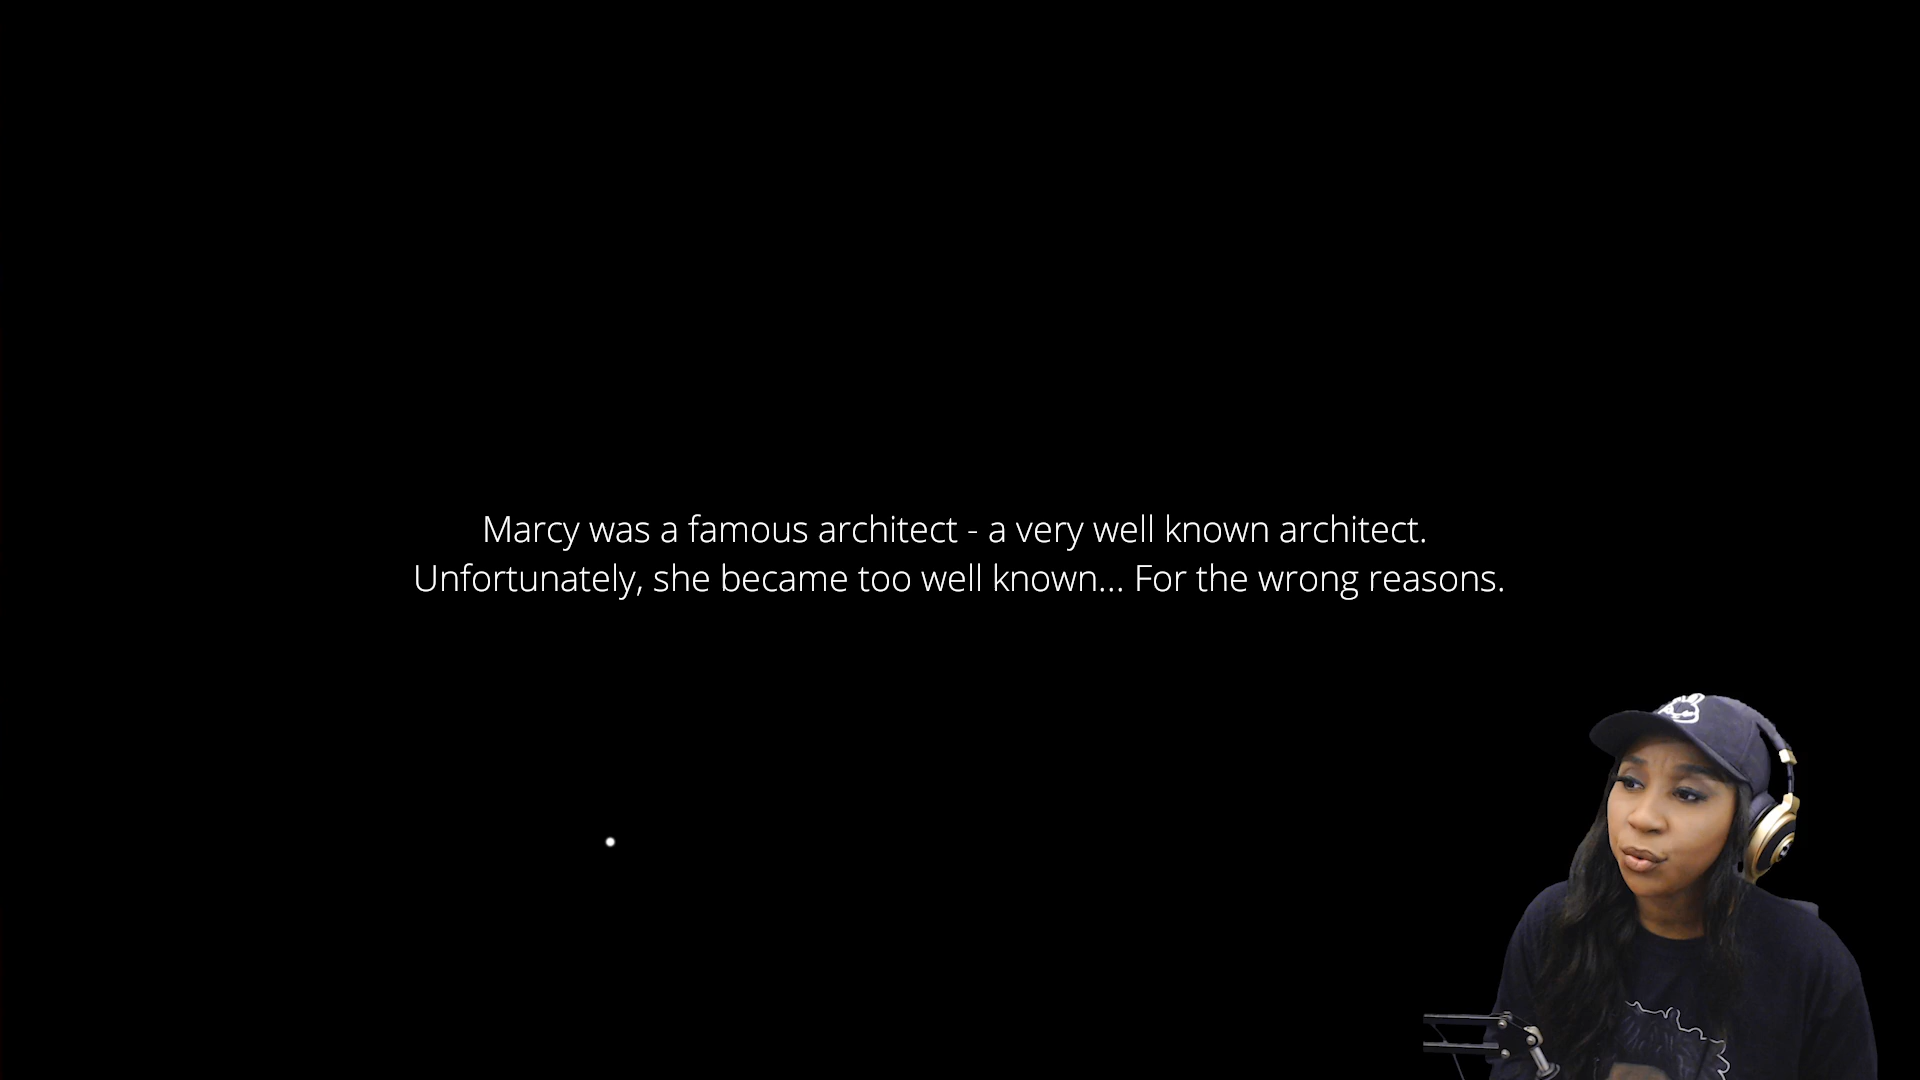 Marcy was a famous architect - a very well known architect.
Unfortunately, she became too well known... For the wrong reasons.